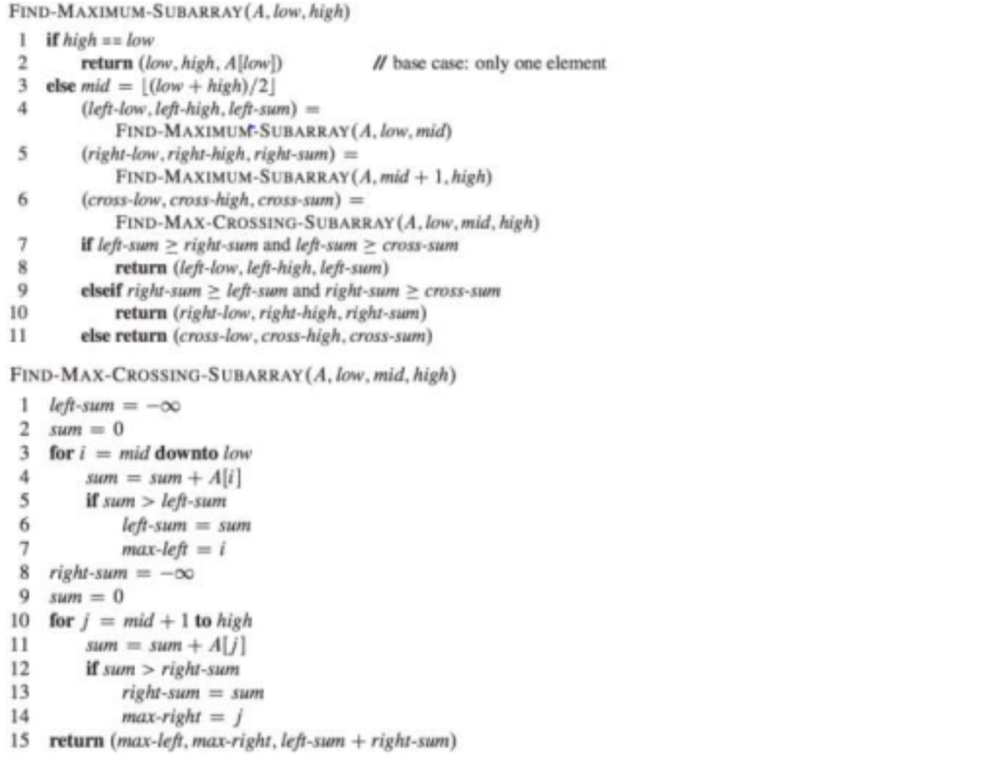 FIND-MAXIMUM-SUBARRAY(A, low, high)
1 if high == low
2 return (low, high, A[low]) // base case: only one element
3 else mid = ⌊(low + high)/2⌋
4 (left-low, left-high, left-sum) =
FIND-MAXIMUM-SUBARRAY(A, low, mid)
5 (right-low, right-high, right-sum) =
FIND-MAXIMUM-SUBARRAY(A, mid + 1, high)
6 (cross-low, cross-high, cross-sum) =
FIND-MAX-CROSSING-SUBARRAY(A, low, mid, high)
7 if left-sum ≥ right-sum and left-sum ≥ cross-sum
8 return (left-low, left-high, left-sum)
9 elseif right-sum ≥ left-sum and right-sum ≥ cross-sum
10 return (right-low, right-high, right-sum)
11 else return (cross-low, cross-high, cross-sum)
FIND-MAX-CROSSING-SUBARRAY(A, low, mid, high)
1 left-sum = −∞
2 sum = 0
3 for i = mid downto low
4 sum = sum + A[i]
5 if sum > left-sum
6 left-sum = sum
7 max-left = i
8 right-sum = −∞
9 sum = 0
10 for j = mid + 1 to high
11 sum = sum + A[j]
12 if sum > right-sum
13 right-sum = sum
14 max-right = j
15 return (max-left, max-right, left-sum + right-sum)